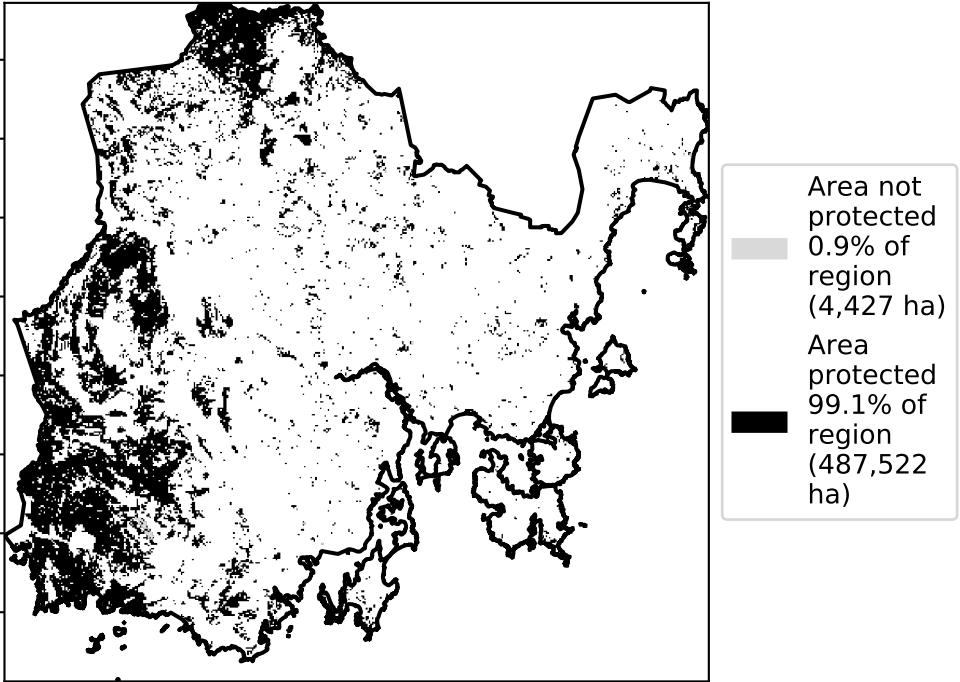 Area not
protected
0.9% of
region
(4,427 ha)
Area
protected
99.1% of
region
(487,522
ha)